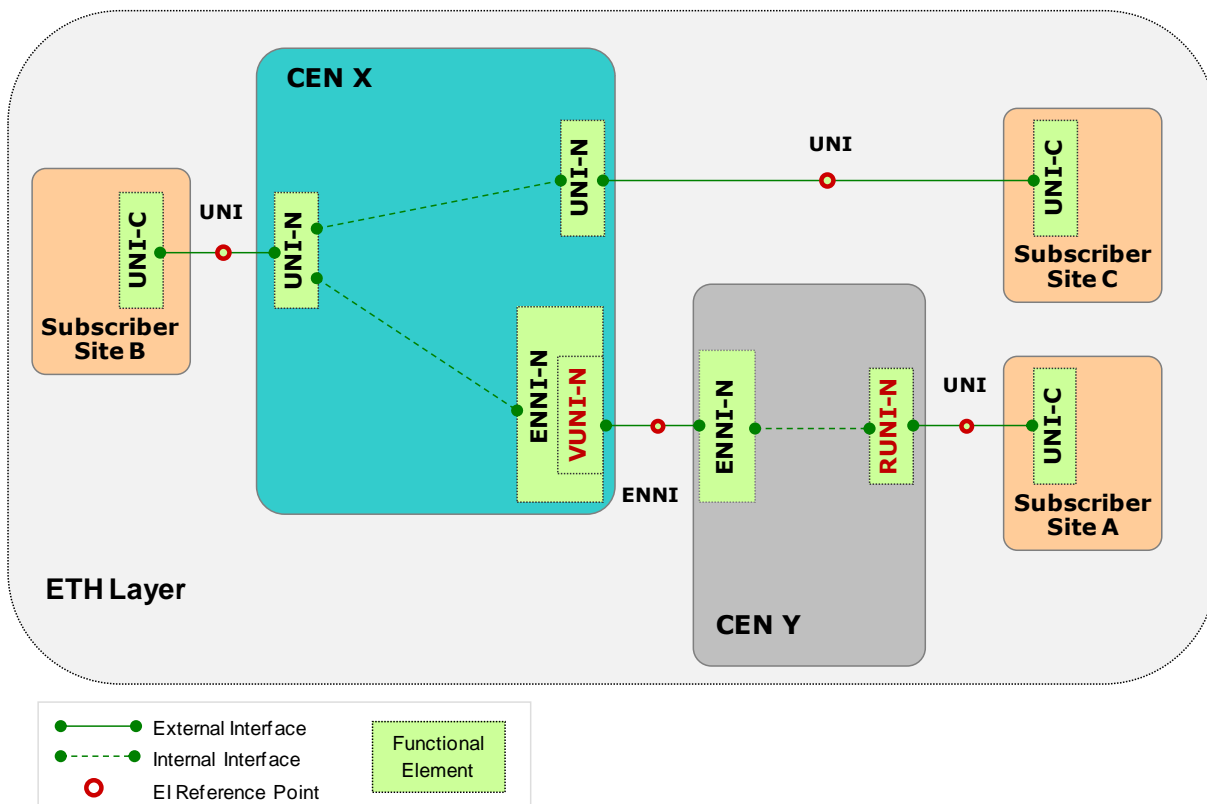 CEN X
UNI-N
UNI
UNI-C
Subscriber
Site C
UNI-C
UNI
UNI-N
Subscriber
Site B
ENNI-N
VUNI-N
ENNI
ENNI-N
RUNI-N
UNI
UNI-C
Subscriber
Site A
CEN Y
ETH Layer
External Interface
Internal Interface
EI Reference Point
Functional
Element